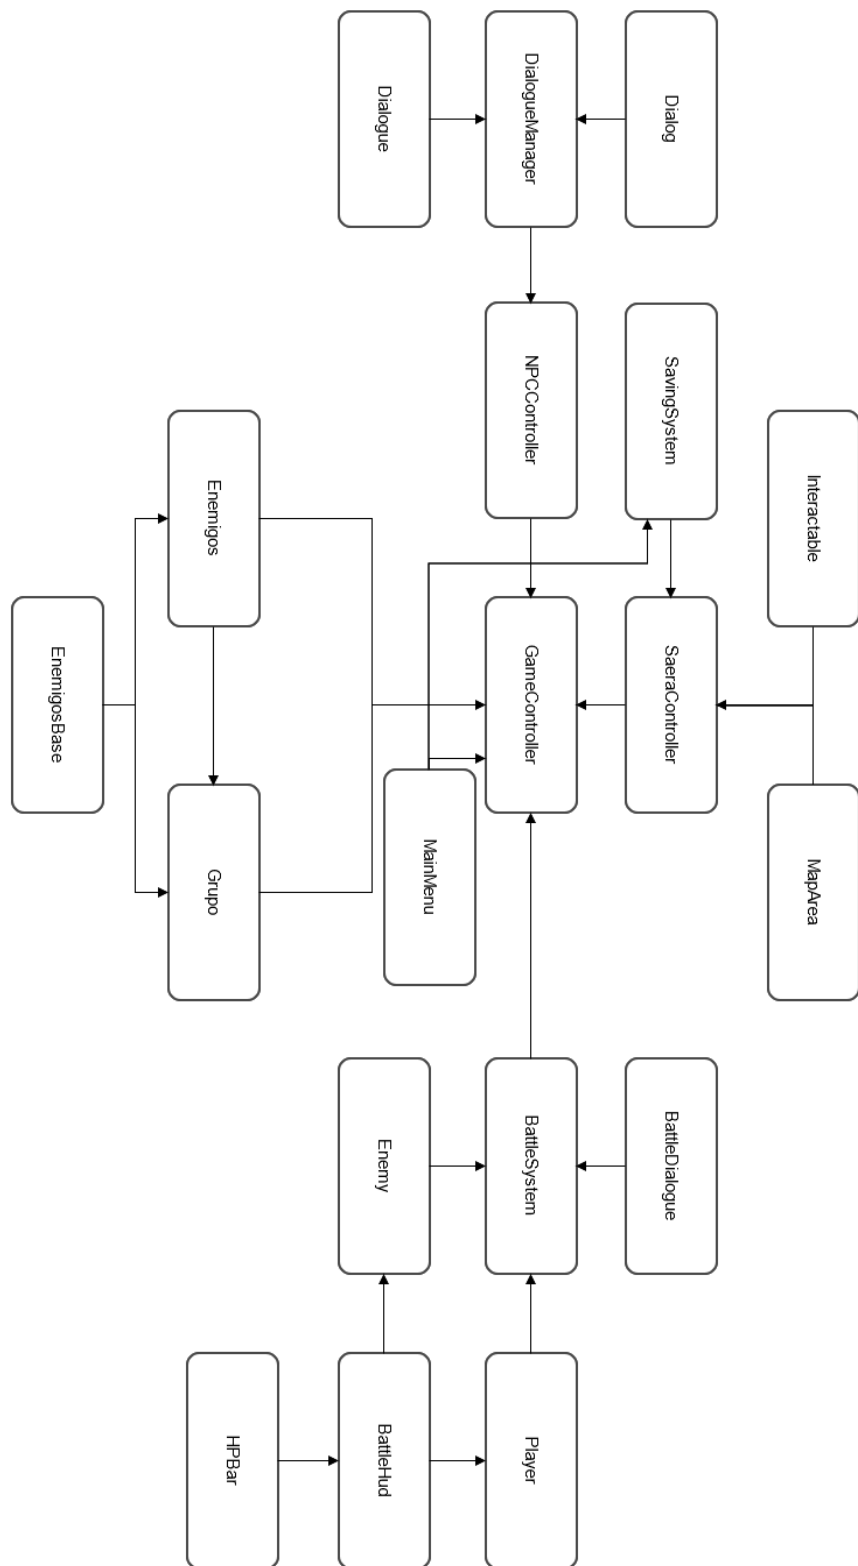 Interactable
MapArea
Dialog
SavingSystem
SaeraController
BattleDialogue
DialogueManager
NPCController
GameController
BattleSystem
Player
MainMenu
Dialogue
Enemy
BattleHud
HPBar
Enemigos
Grupo
EnemigosBase